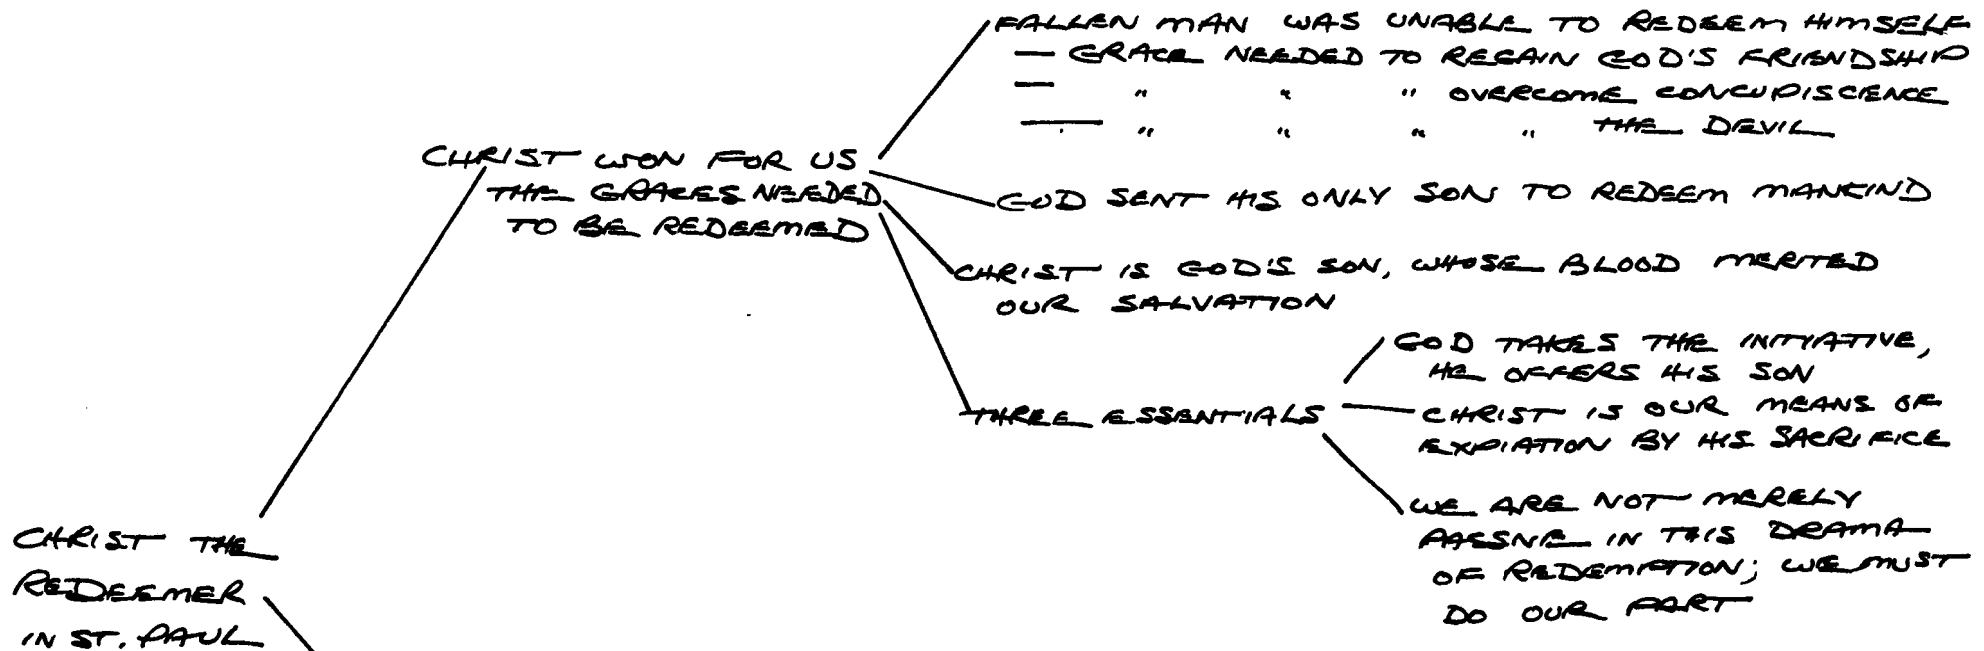 FALLEN MAN WAS UNABLE TO REDEEM HIMSELF
— GRACE NEEDED TO REGAIN GOD'S FRIENDSHIP
— " " " OVERCOME CONCUPISCIENCE
— " " " " THE DEVIL
CHRIST WON FOR US
THE GRACES NEEDED
TO BE REDEEMED
GOD SENT HIS ONLY SON TO REDEEM MANKIND
CHRIST IS GOD'S SON, WHOSE BLOOD MERITED
OUR SALVATION
THREE ESSENTIALS
GOD TAKES THE INITIATIVE,
HE OFFERS HIS SON
CHRIST IS OUR MEANS OF
EXPIATION BY HIS SACRIFICE
WE ARE NOT MERELY
PASSIVE IN THIS DRAMA
OF REDEMPTION; WE MUST
DO OUR PART
CHRIST THE
REDEEMER
IN ST. PAUL